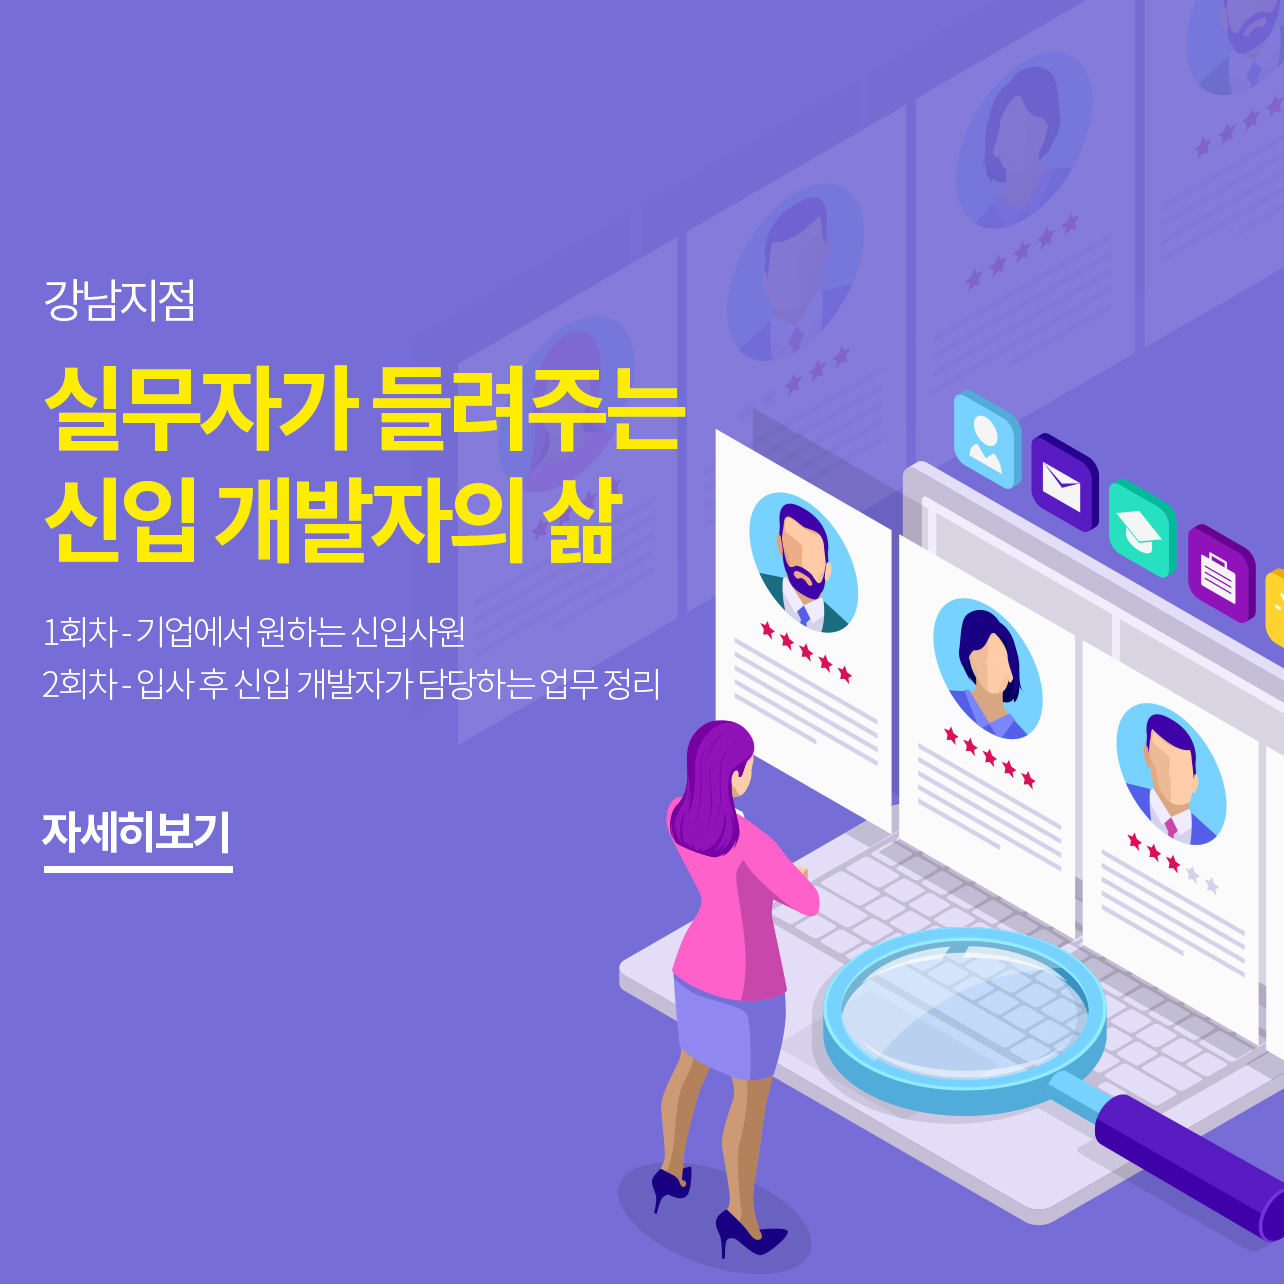 강남지점
실무자가 들려주는
신입 개발자의 삶
1회차 - 기업에서 원하는 신입사원
2회차 - 입사 후 신입 개발자가 담당하는 업무 정리
자세히보기